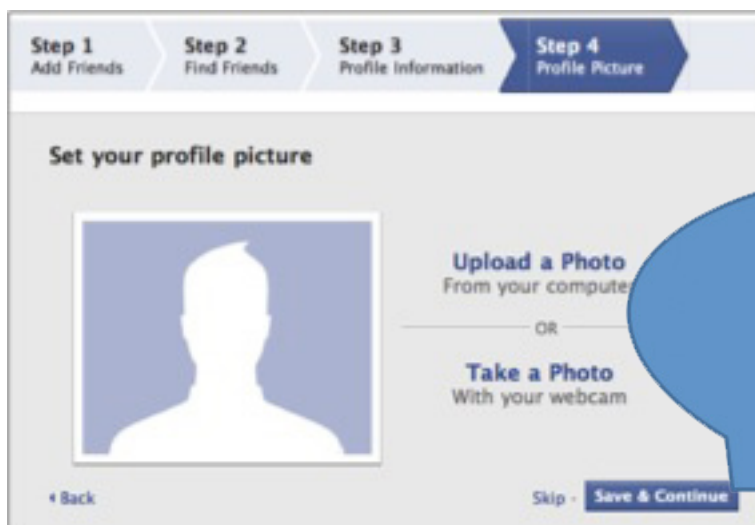 Step 1
Add Friends
Step 2
Find Friends
Step 3
Profile Information
Step 4
Profile Picture
Set your profile picture
Upload a Photo
From your compute
OR
Take a Photo
With your webcam
Back
Skip - Save & Continue